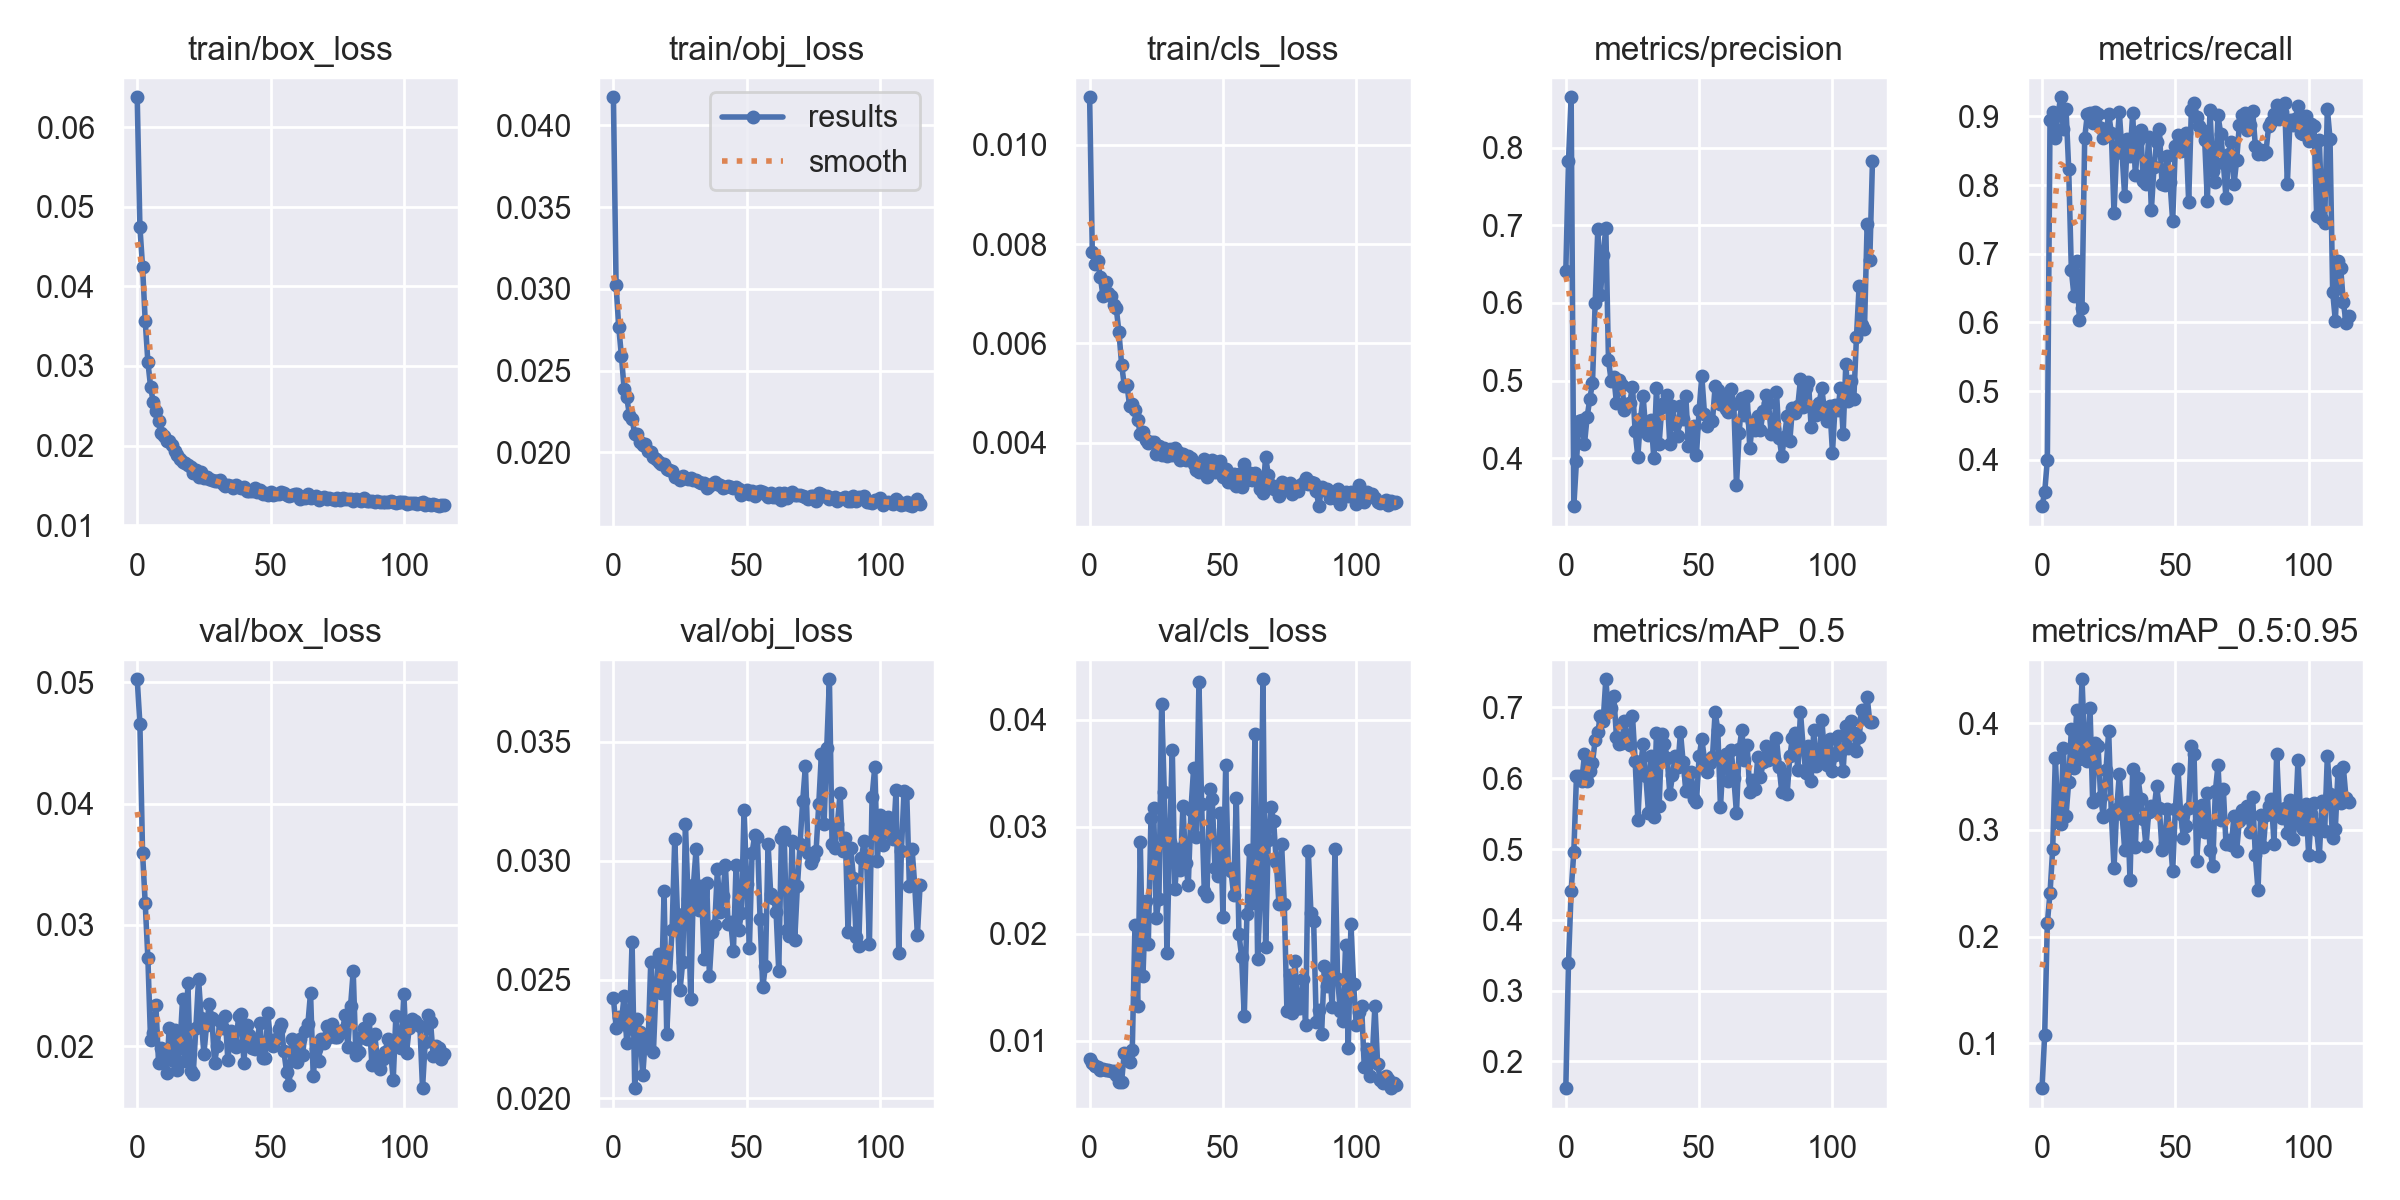 train/box_loss
0.06
0.05
0.04
0.03
0.02
0.01
0 50 100
train/obj_loss
results
smooth
0.040
0.035
0.030
0.025
0.020
0 50 100
train/cls_loss
0.010
0.008
0.006
0.004
0 50 100
metrics/precision
0.8
0.7
0.6
0.5
0.4
0 50 100
metrics/recall
0.9
0.8
0.7
0.6
0.5
0.4
0 50 100
val/box_loss
0.05
0.04
0.03
0.02
0 50 100
val/obj_loss
0.035
0.030
0.025
0.020
0 50 100
val/cls_loss
0.04
0.03
0.02
0.01
0 50 100
metrics/mAP_0.5
0.7
0.6
0.5
0.4
0.3
0.2
0 50 100
metrics/mAP_0.5:0.95
0.4
0.3
0.2
0.1
0 50 100